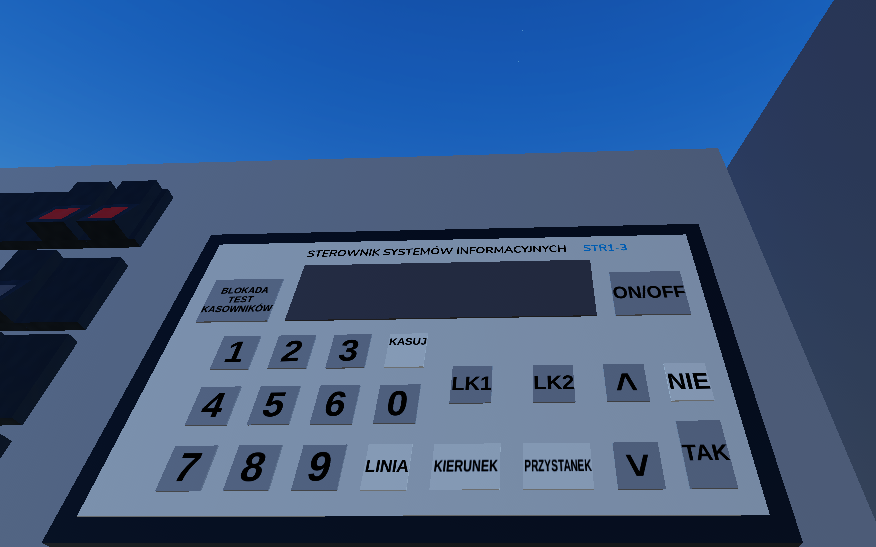 STEROWNIK SYSTEMÓW INFORMACYJNYCH STR1-3
BLOKADA
TEST
KASOWNIKÓW
ON/OFF
1 2 3 KASUJ
LK1 LK2 Λ NIE
4 5 6 0
TAK
7 8 9 LINIA KIERUNEK PRZYSTANEK V